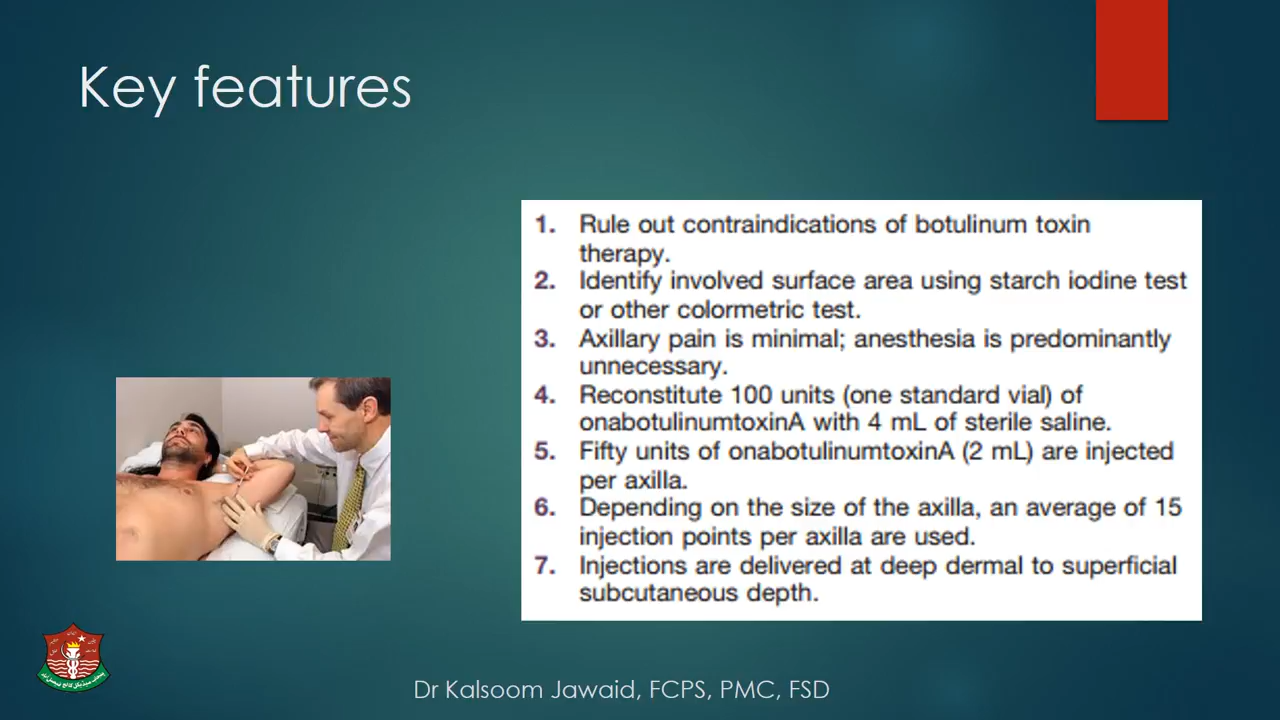 Key features
1. Rule out contraindications of botulinum toxin
therapy.
2. Identify involved surface area using starch iodine test
or other colormetric test.
3. Axillary pain is minimal; anesthesia is predominantly
unnecessary.
4. Reconstitute 100 units (one standard vial) of
onabotulinumtoxinA with 4 mL of sterile saline.
5. Fifty units of onabotulinumtoxinA (2 mL) are injected
per axilla.
6. Depending on the size of the axilla, an average of 15
injection points per axilla are used.
7. Injections are delivered at deep dermal to superficial
subcutaneous depth.
Dr Kalsoom Jawaid, FCPS, PMC, FSD